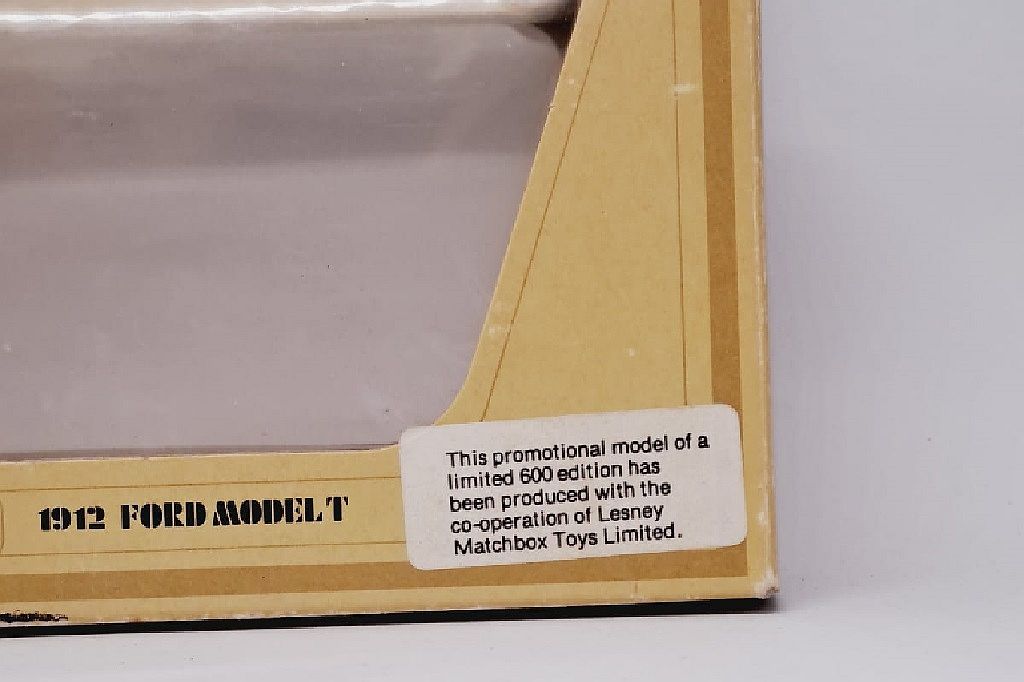 1912 FORD MODEL T
This promotional model of a
limited 600 edition has
been produced with the
co-operation of Lesney
Matchbox Toys Limited.